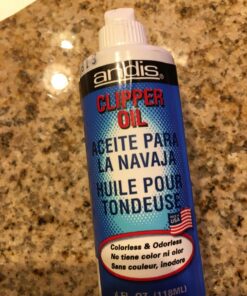 andis.
CLIPPER
OIL
ACEITE PARA
LA NAVAJA
HUILE POUR
TONDEUSE
USA
Colorless & Odorless
No tiene color ni olor
Sans couleur, inodore
4 FL. OZ. (118ML)